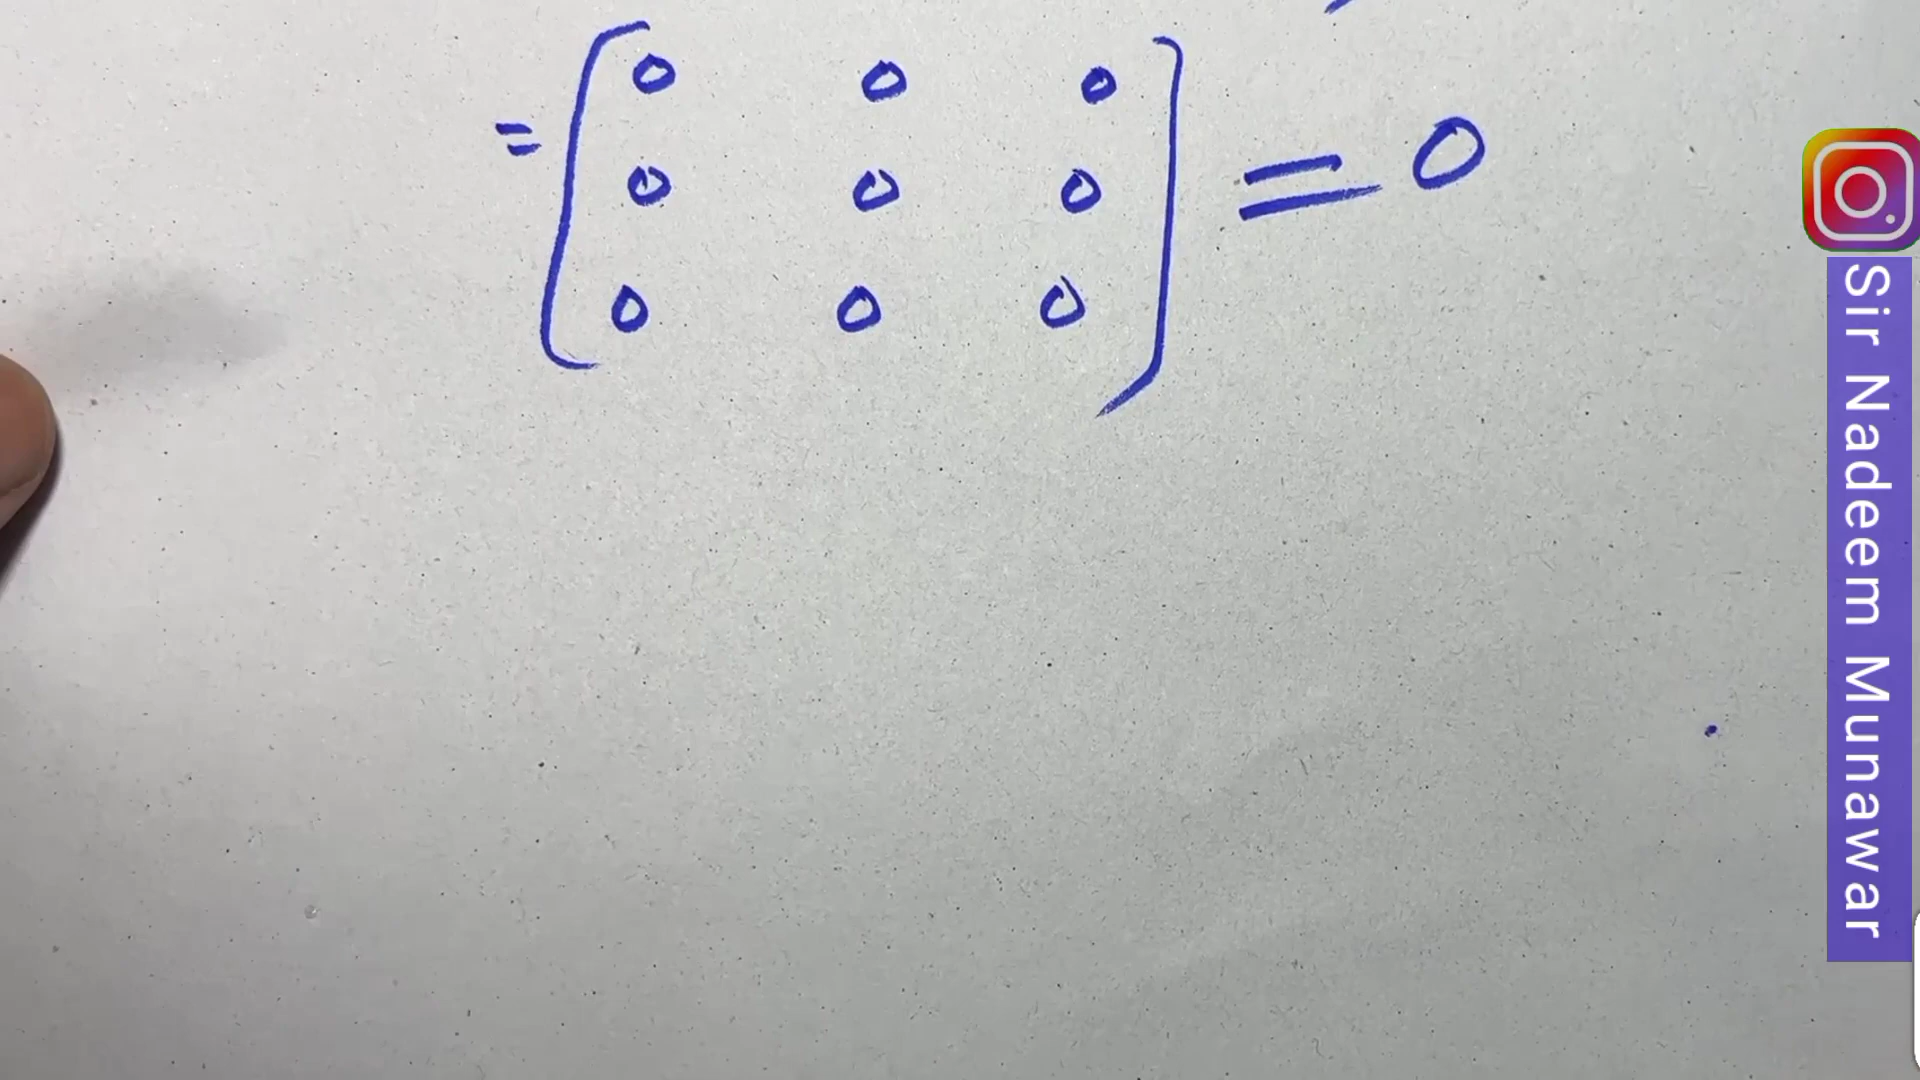 = [ 0 0 0
0 0 0
0 0 0 ] = 0
Sir Nadeem Munawar